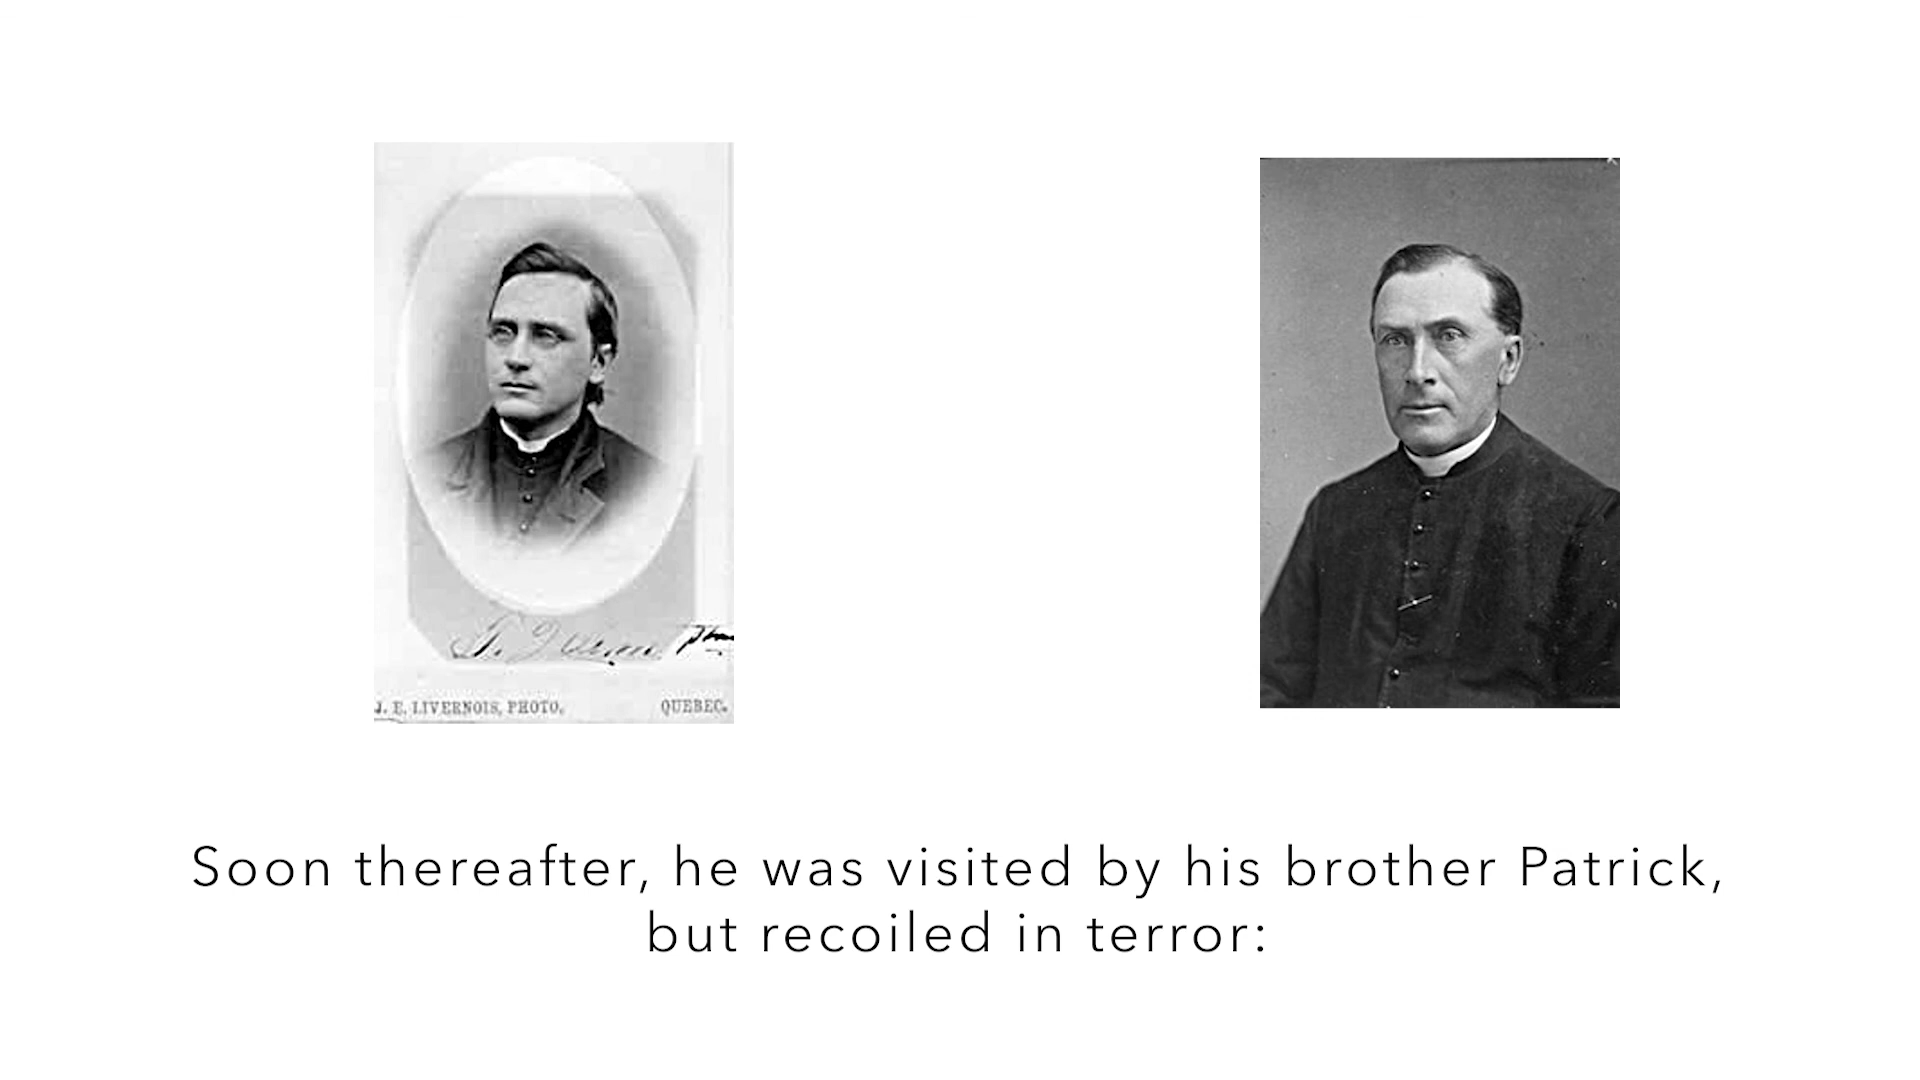 J. E. LIVERNOIS, PHOTO. QUEBEC.
Soon thereafter, he was visited by his brother Patrick,
but recoiled in terror: